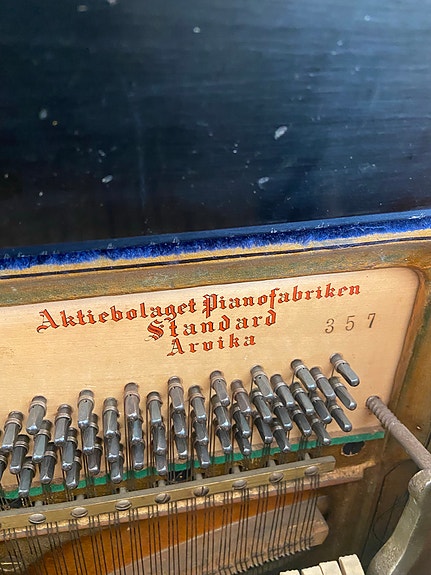 Aktiebolaget Pianofabriken
Standard
Arvika
357